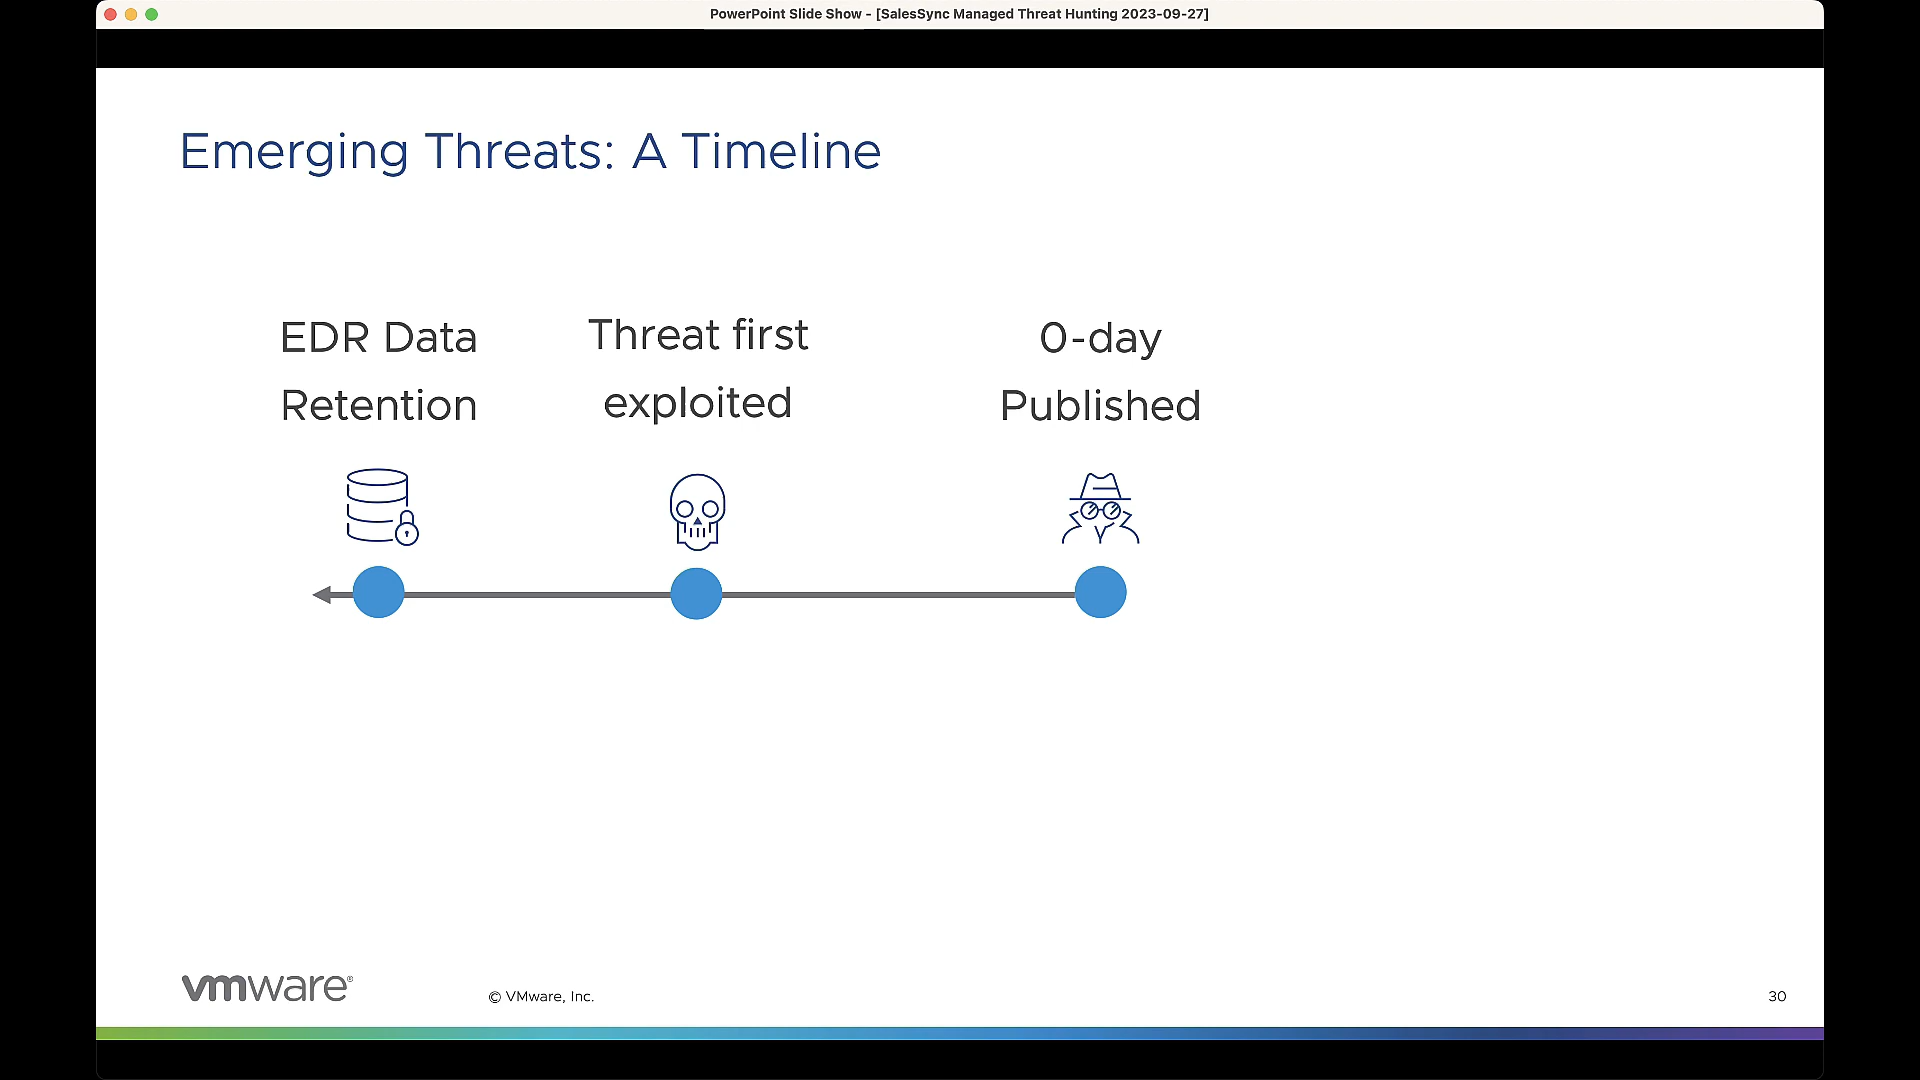 PowerPoint Slide Show - [SalesSync Managed Threat Hunting 2023-09-27]
Emerging Threats: A Timeline
EDR Data
Retention
Threat first
exploited
0-day
Published
vmware®
© VMware, Inc.
30